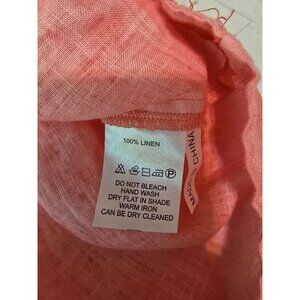 100% LINEN
DO NOT BLEACH
HAND WASH
DRY FLAT IN SHADE
WARM IRON
CAN BE DRY CLEANED
MADE IN CHINA